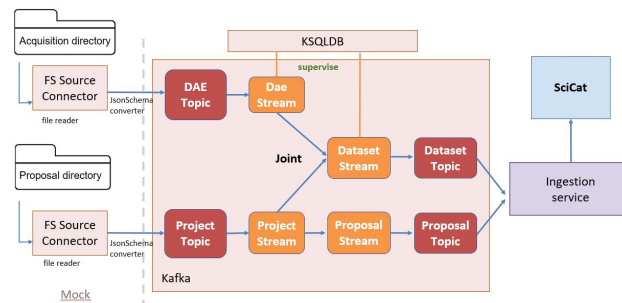 Acquisition directory
KSQLDB
supervise
FS Source
Connector
JsonSchema
converter
file reader
DAE
Topic
Dae
Stream
SciCat
Joint
Dataset
Stream
Dataset
Topic
Proposal directory
Ingestion
service
FS Source
Connector
JsonSchema
converter
file reader
Project
Topic
Project
Stream
Proposal
Stream
Proposal
Topic
Kafka
Mock